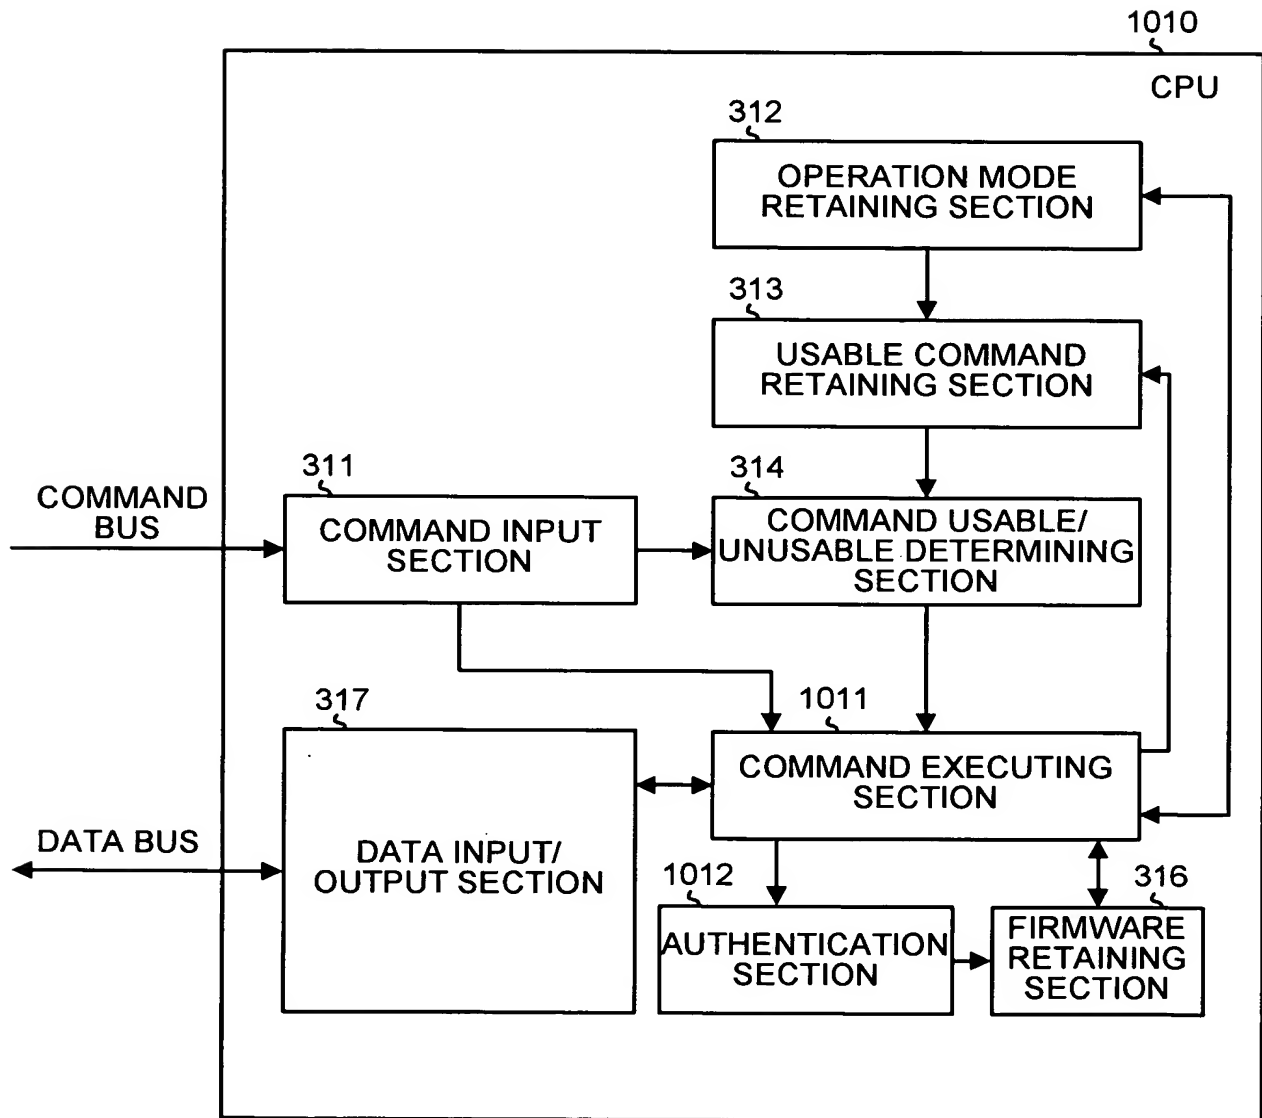 1010
CPU
312
OPERATION MODE
RETAINING SECTION
313
USABLE COMMAND
RETAINING SECTION
311
314
COMMAND
BUS
COMMAND INPUT
SECTION
COMMAND USABLE/
UNUSABLE DETERMINING
SECTION
317
1011
COMMAND EXECUTING
SECTION
DATA BUS
DATA INPUT/
OUTPUT SECTION
1012
316
AUTHENTICATION
SECTION
FIRMWARE
RETAINING
SECTION